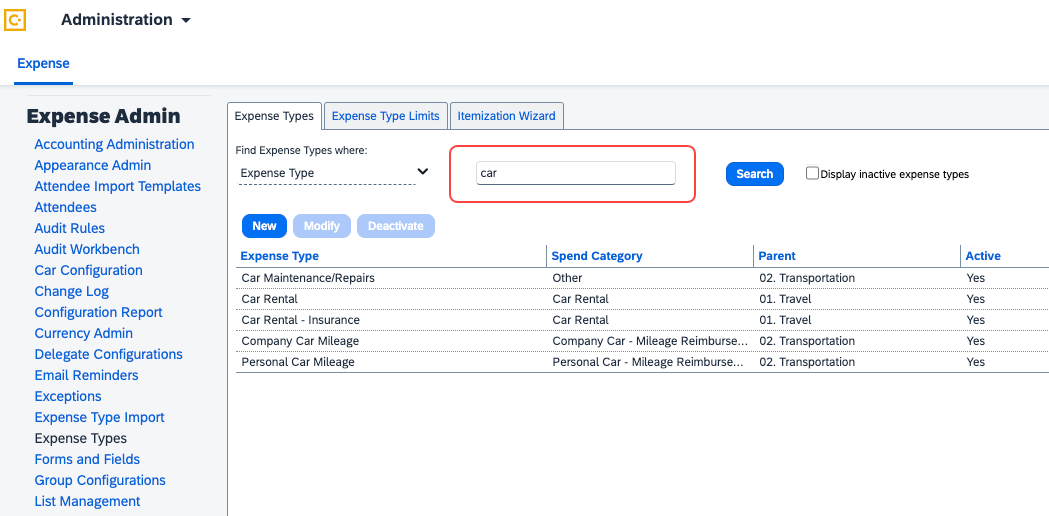 Administration
Expense
Expense Admin
Accounting Administration
Appearance Admin
Attendee Import Templates
Attendees
Audit Rules
Audit Workbench
Car Configuration
Change Log
Configuration Report
Currency Admin
Delegate Configurations
Email Reminders
Exceptions
Expense Type Import
Expense Types
Forms and Fields
Group Configurations
List Management
Expense Types Expense Type Limits Itemization Wizard
Find Expense Types where:
Expense Type car Search Display inactive expense types
New Modify Deactivate
Expense Type Spend Category Parent Active
Car Maintenance/Repairs Other 02. Transportation Yes
Car Rental Car Rental 01. Travel Yes
Car Rental - Insurance Car Rental 01. Travel Yes
Company Car Mileage Company Car - Mileage Reimburse... 02. Transportation Yes
Personal Car Mileage Personal Car - Mileage Reimburse... 02. Transportation Yes